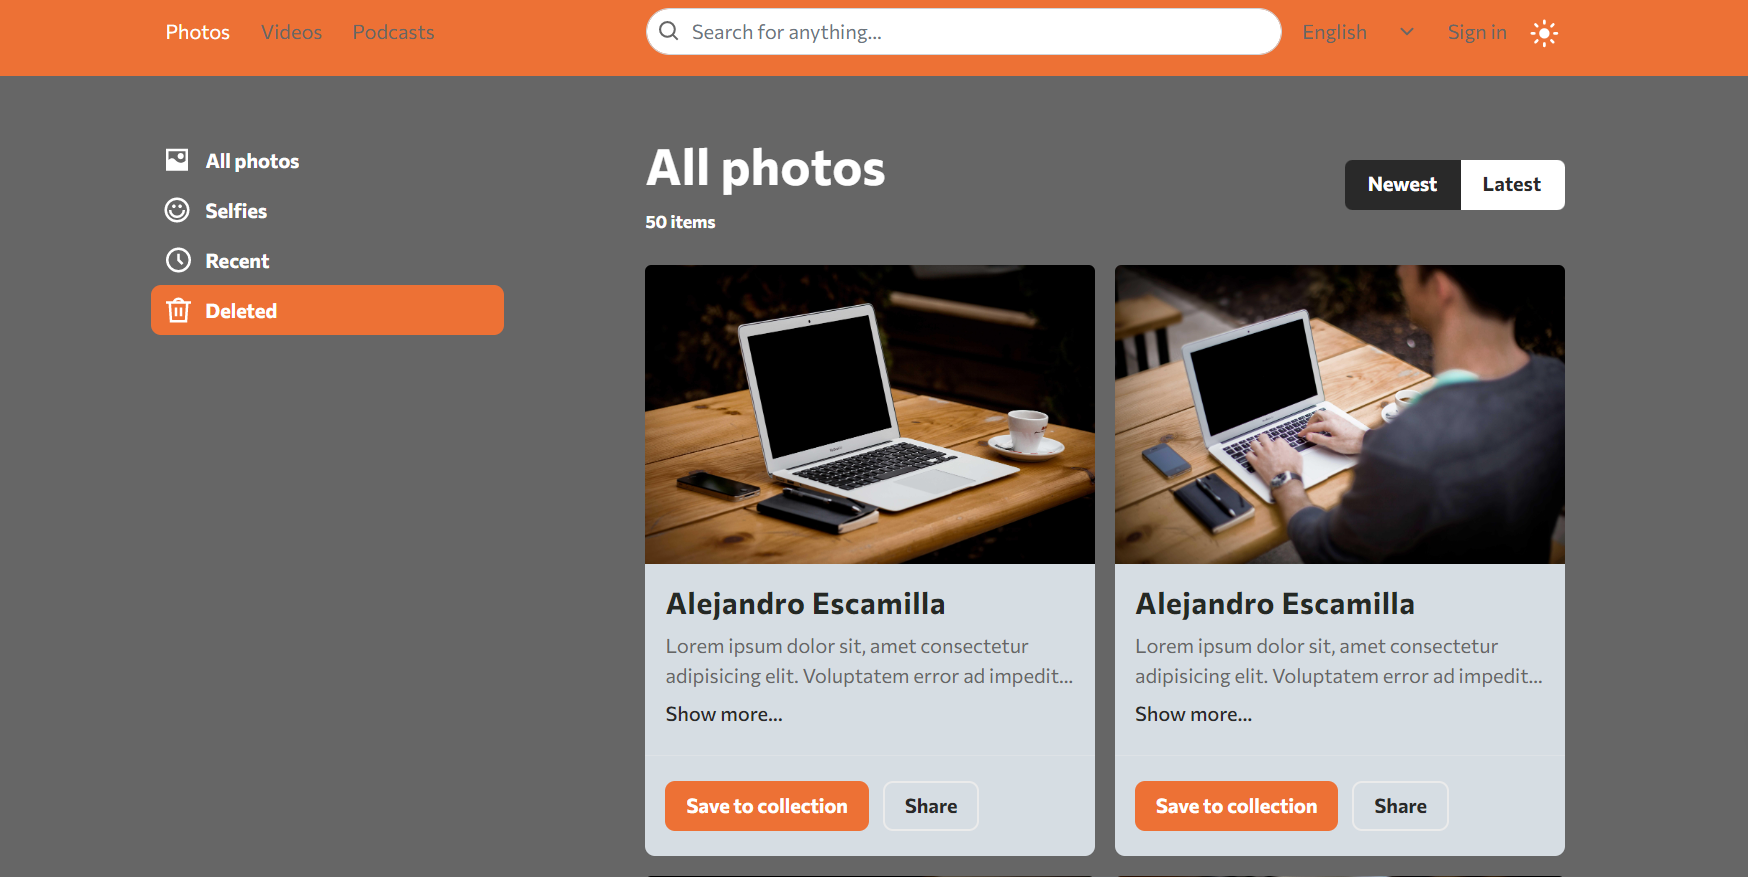 Photos
Videos
Podcasts
Search for anything...
English
Sign in
All photos
Selfies
Recent
Deleted
All photos
50 items
Newest
Latest
Alejandro Escamilla
Lorem ipsum dolor sit, amet consectetur
adipisicing elit. Voluptatem error ad impedit...
Show more...
Save to collection
Share
Alejandro Escamilla
Lorem ipsum dolor sit, amet consectetur
adipisicing elit. Voluptatem error ad impedit...
Show more...
Save to collection
Share